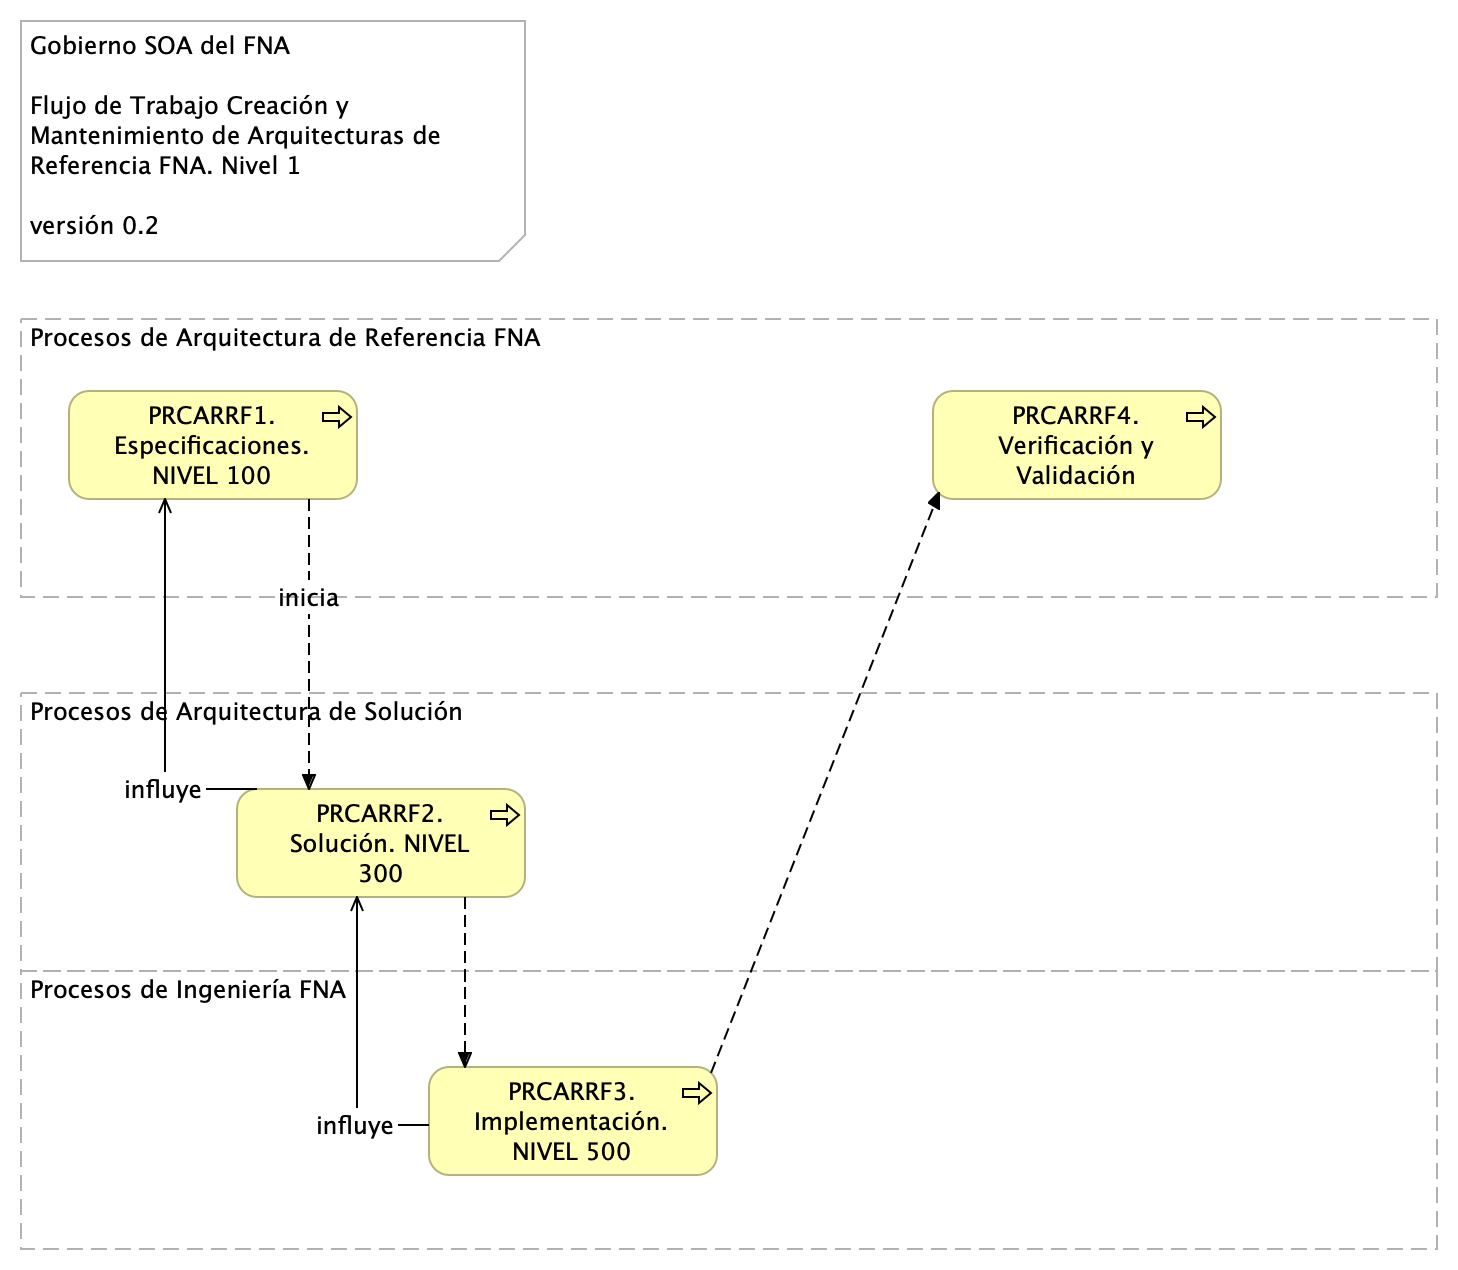 Gobierno SOA del FNA
Flujo de Trabajo Creación y
Mantenimiento de Arquitecturas de
Referencia FNA. Nivel 1
versión 0.2
Procesos de Arquitectura de Referencia FNA
PRCARRF1.
Especificaciones.
NIVEL 100
PRCARRF4.
Verificación y
Validación
inicia
Procesos de Arquitectura de Solución
influye
PRCARRF2.
Solución. NIVEL
300
Procesos de Ingeniería FNA
PRCARRF3.
Implementación.
NIVEL 500
influye